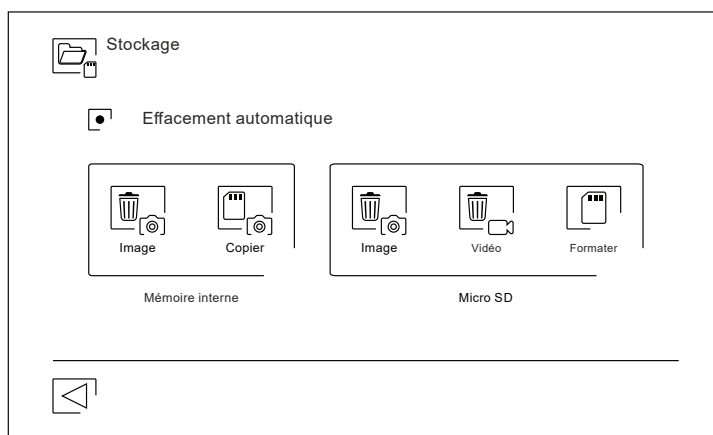 Stockage
Effacement automatique
Image
Copier
Image
Vidéo
Formater
Mémoire interne
Micro SD